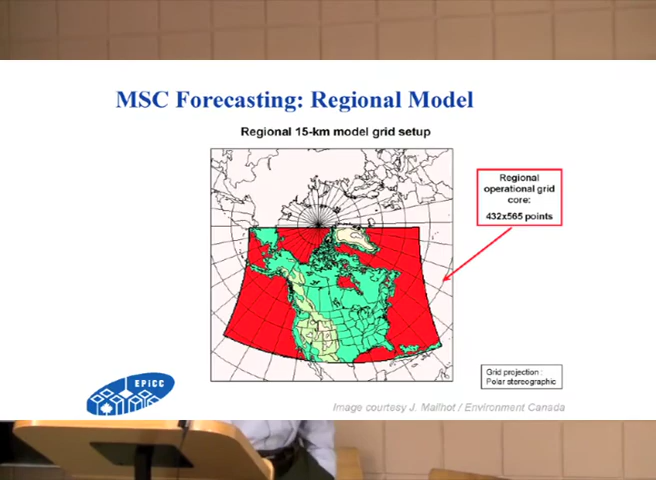 MSC Forecasting: Regional Model
Regional 15-km model grid setup
Regional
operational grid
core:
432x565 points
Grid projection :
Polar stereographic
EPiCC
Image courtesy J. Mailhot / Environment Canada